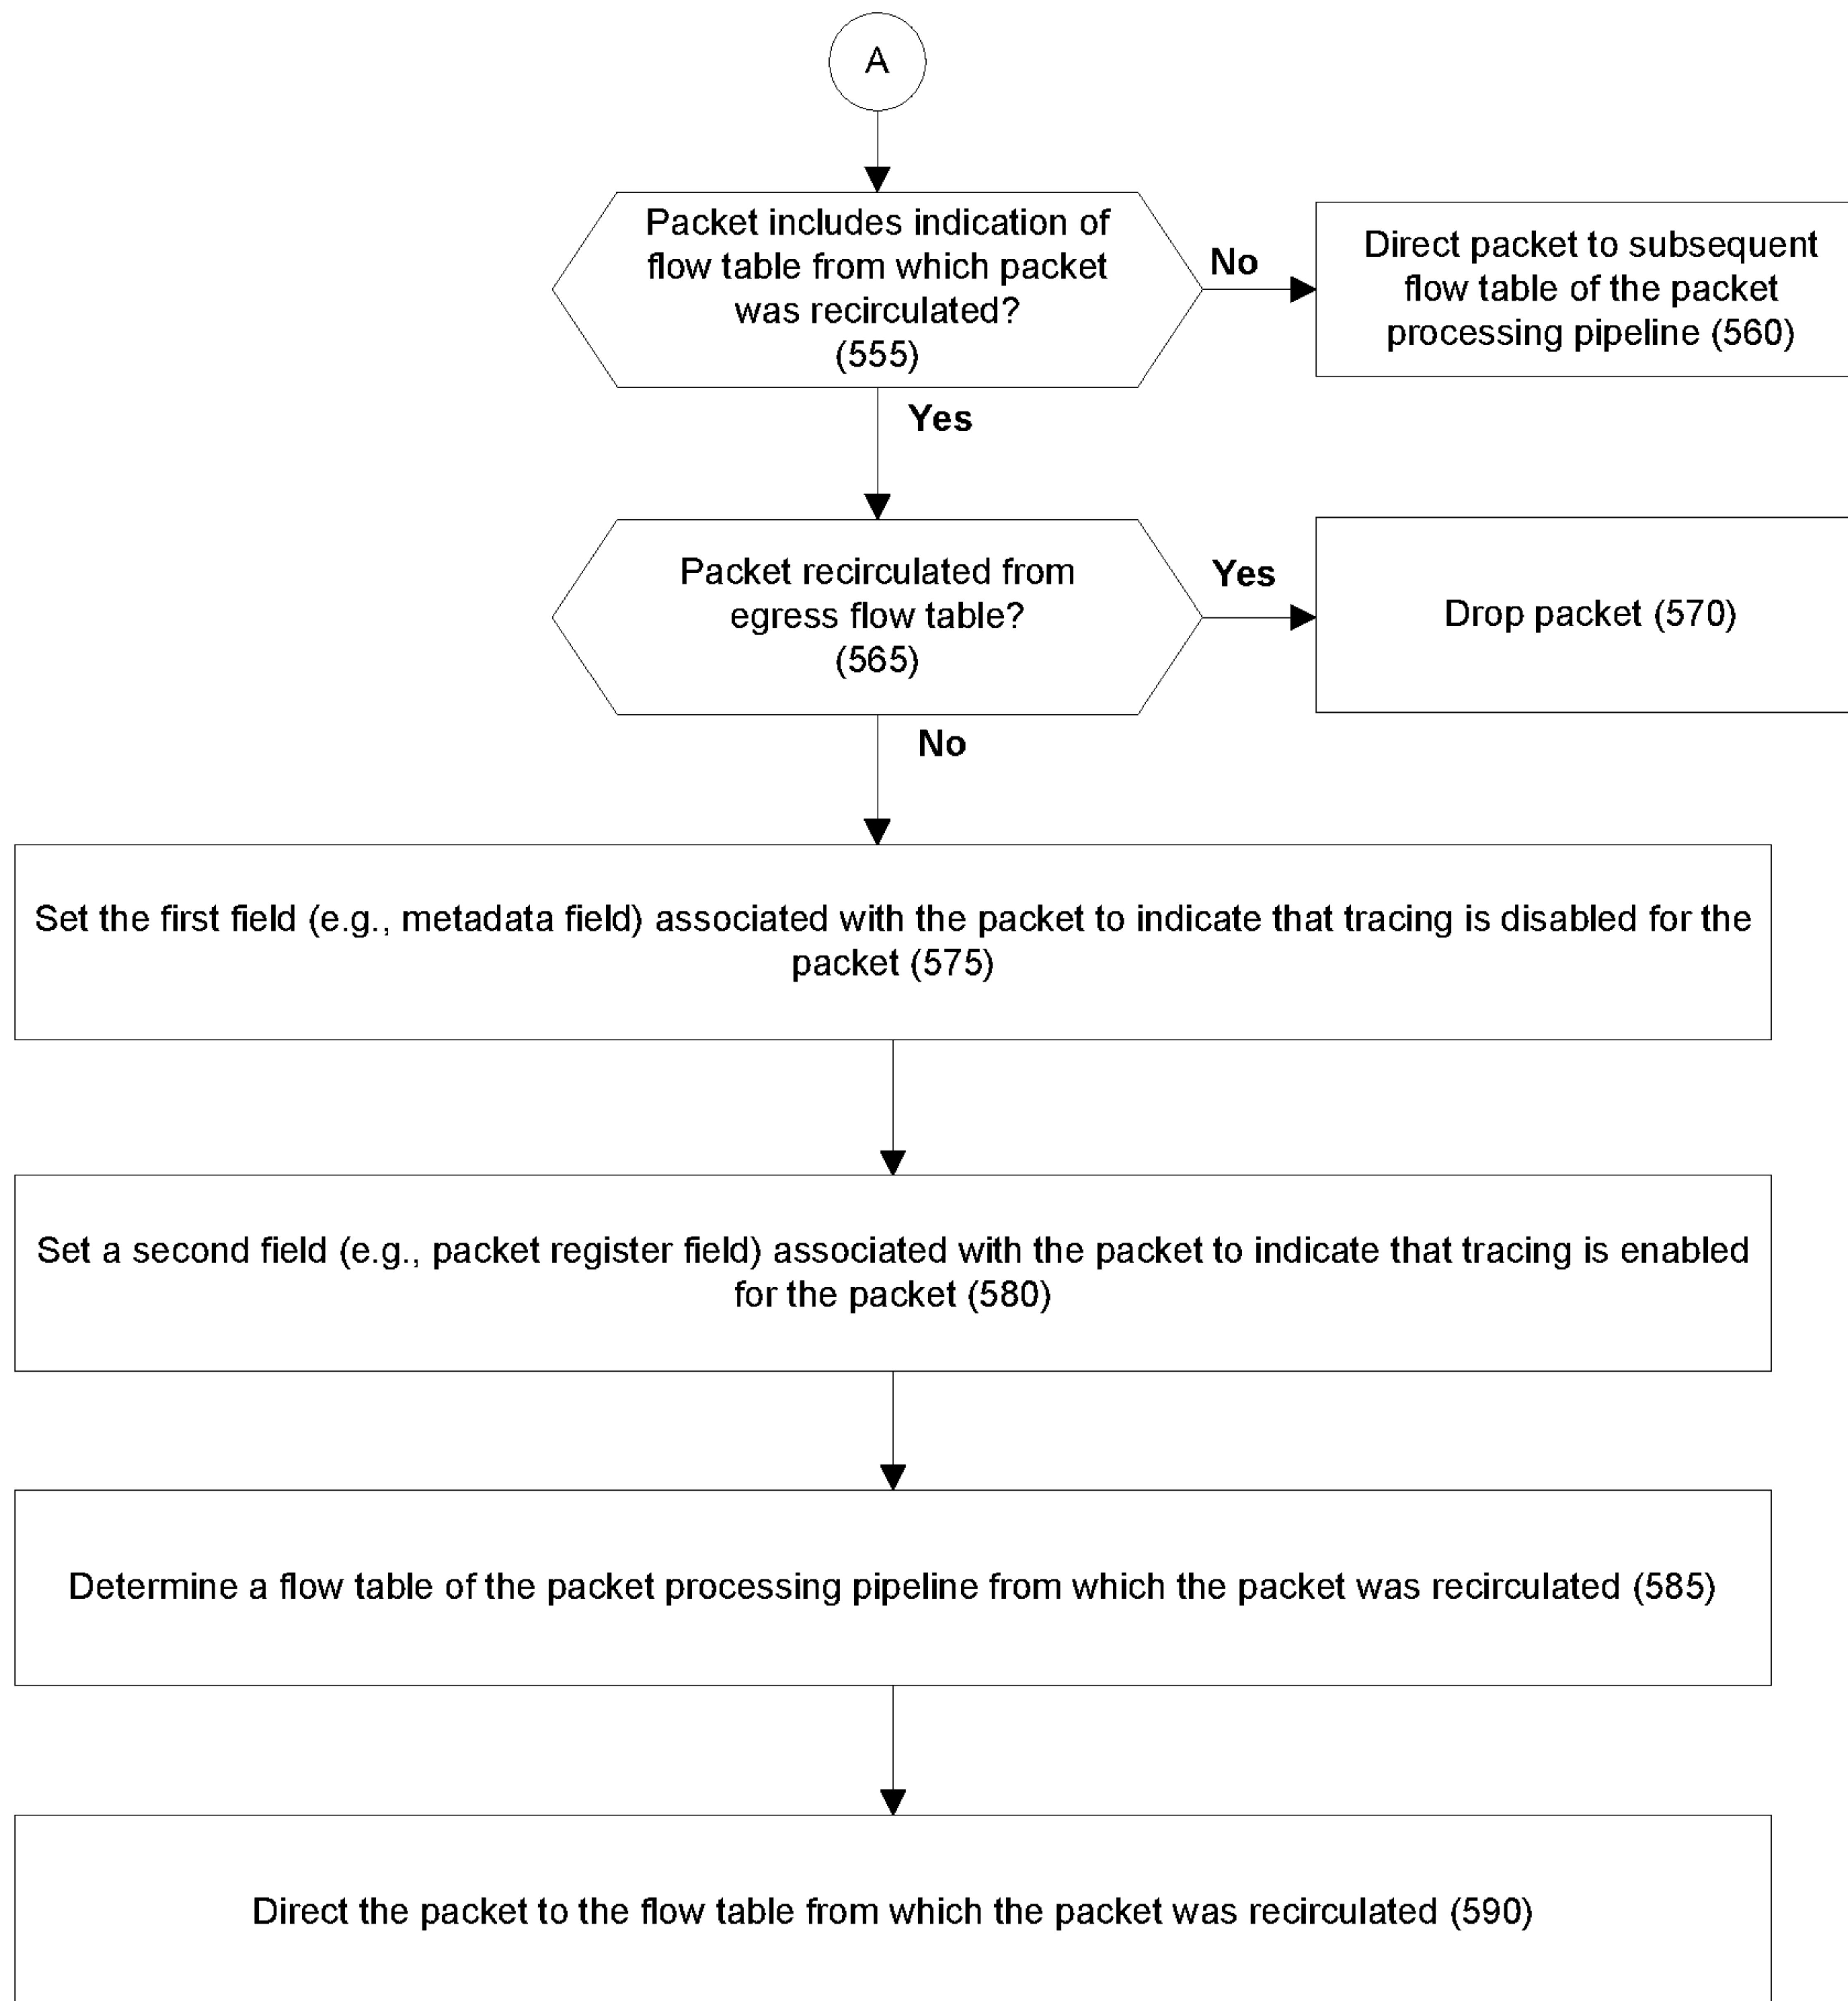 A
Packet includes indication of
flow table from which packet
was recirculated?
(555)
No
Direct packet to subsequent
flow table of the packet
processing pipeline (560)
Yes
Packet recirculated from
egress flow table?
(565)
Yes
Drop packet (570)
No
Set the first field (e.g., metadata field) associated with the packet to indicate that tracing is disabled for the
packet (575)
Set a second field (e.g., packet register field) associated with the packet to indicate that tracing is enabled
for the packet (580)
Determine a flow table of the packet processing pipeline from which the packet was recirculated (585)
Direct the packet to the flow table from which the packet was recirculated (590)